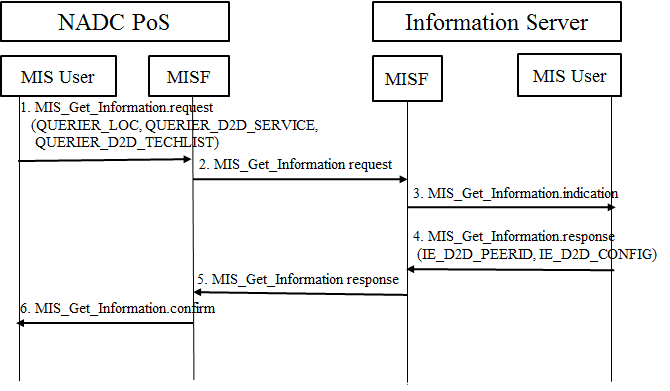 NADC PoS
Information Server
MIS User
MISF
MISF
MIS User
1. MIS_Get_Information.request
(QUERIER_LOC, QUERIER_D2D_SERVICE,
QUERIER_D2D_TECHLIST)
2. MIS_Get_Information request
3. MIS_Get_Information.indication
4. MIS_Get_Information.response
(IE_D2D_PEERID, IE_D2D_CONFIG)
5. MIS_Get_Information response
6. MIS_Get_Information.confirm